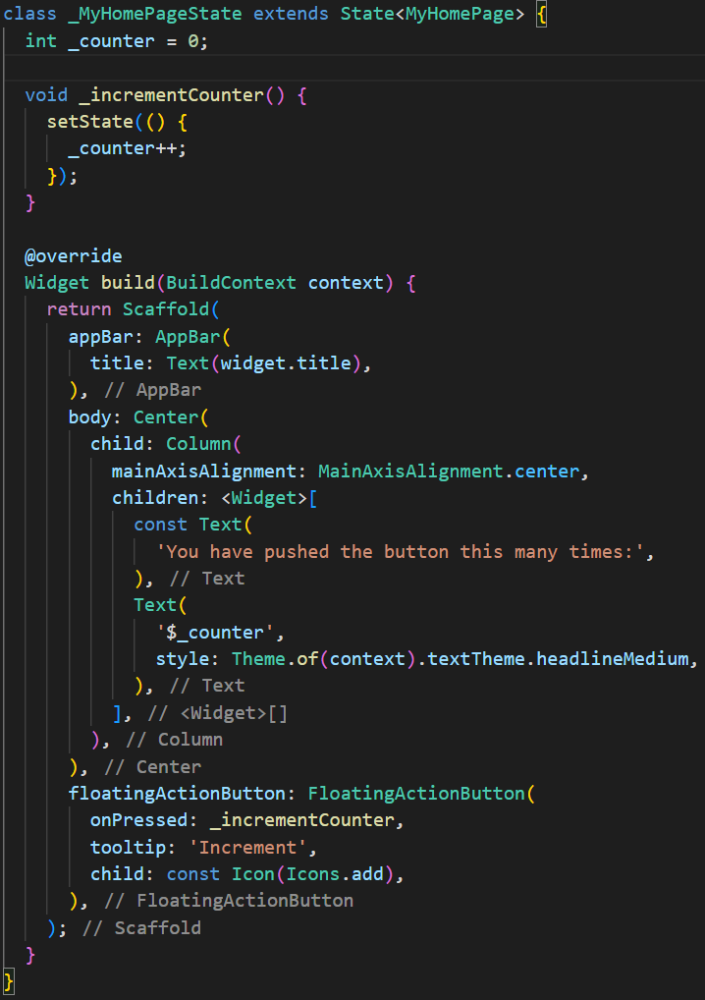 class _MyHomePageState extends State<MyHomePage> {
  int _counter = 0;

  void _incrementCounter() {
    setState(() {
      _counter++;
    });
  }

  @override
  Widget build(BuildContext context) {
    return Scaffold(
      appBar: AppBar(
        title: Text(widget.title),
      ), // AppBar
      body: Center(
        child: Column(
          mainAxisAlignment: MainAxisAlignment.center,
          children: <Widget>[
            const Text(
              'You have pushed the button this many times:',
            ), // Text
            Text(
              '$_counter',
              style: Theme.of(context).textTheme.headlineMedium,
            ), // Text
          ], // <Widget>[]
        ), // Column
      ), // Center
      floatingActionButton: FloatingActionButton(
        onPressed: _incrementCounter,
        tooltip: 'Increment',
        child: const Icon(Icons.add),
      ), // FloatingActionButton
    ); // Scaffold
  }
}